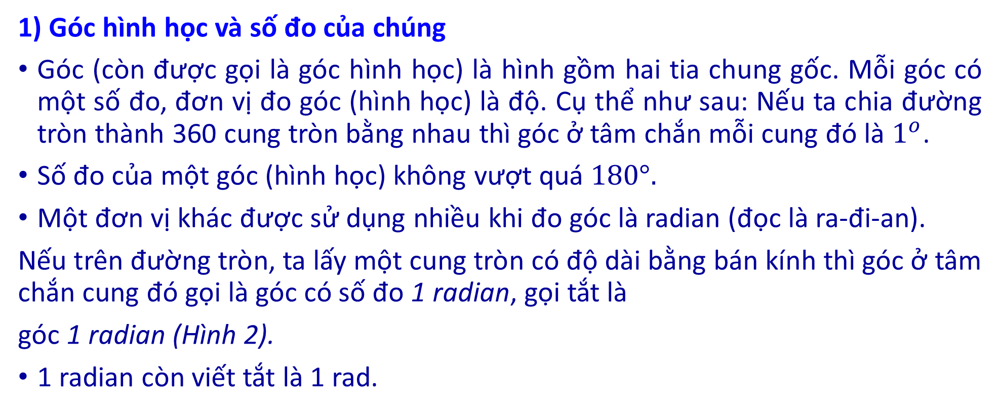 1) Góc hình học và số đo của chúng
• Góc (còn được gọi là góc hình học) là hình gồm hai tia chung gốc. Mỗi góc có
một số đo, đơn vị đo góc (hình học) là độ. Cụ thể như sau: Nếu ta chia đường
tròn thành 360 cung tròn bằng nhau thì góc ở tâm chắn mỗi cung đó là 1ᵒ.
• Số đo của một góc (hình học) không vượt quá 180°.
• Một đơn vị khác được sử dụng nhiều khi đo góc là radian (đọc là ra-đi-an).
Nếu trên đường tròn, ta lấy một cung tròn có độ dài bằng bán kính thì góc ở tâm
chắn cung đó gọi là góc có số đo 1 radian, gọi tắt là
góc 1 radian (Hình 2).
• 1 radian còn viết tắt là 1 rad.